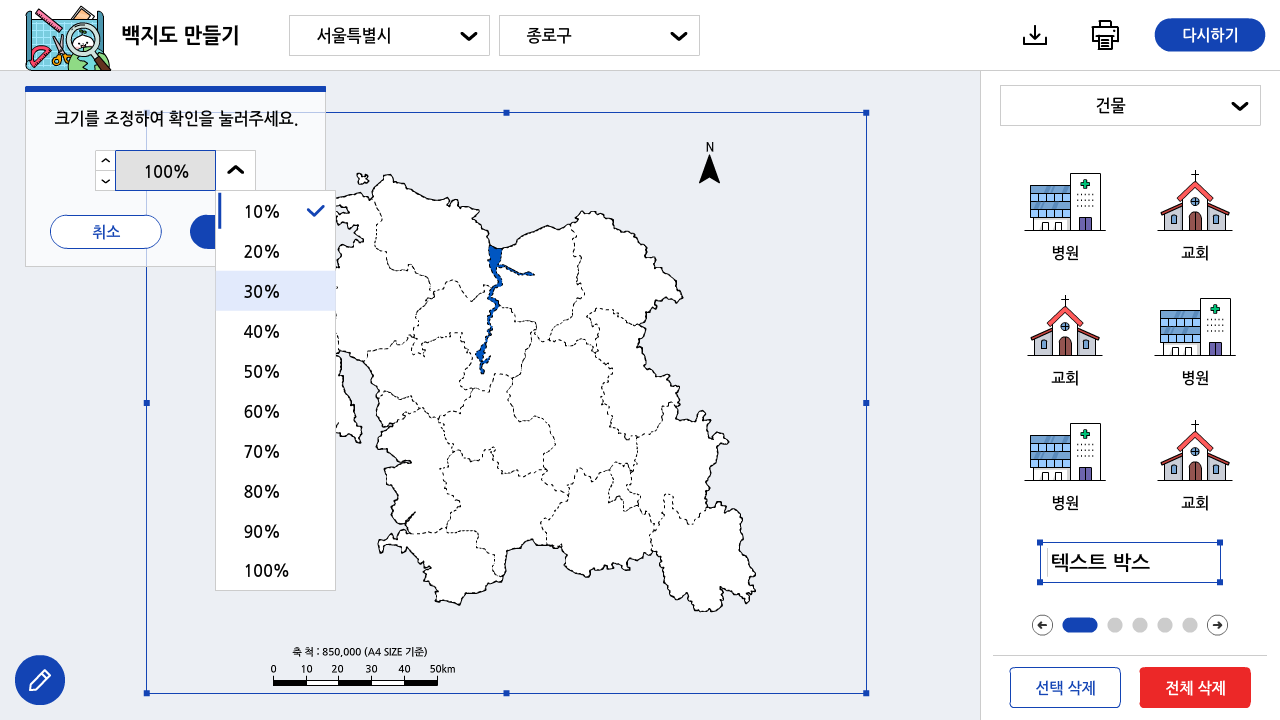 백지도 만들기
서울특별시
종로구
다시하기
크기를 조정하여 확인을 눌러주세요.
100%
취소
10%
20%
30%
40%
50%
60%
70%
80%
90%
100%
N
축 척 : 850,000 (A4 SIZE 기준)
0 10 20 30 40 50km
건물
병원 교회
교회 병원
병원 교회
텍스트 박스
선택 삭제
전체 삭제